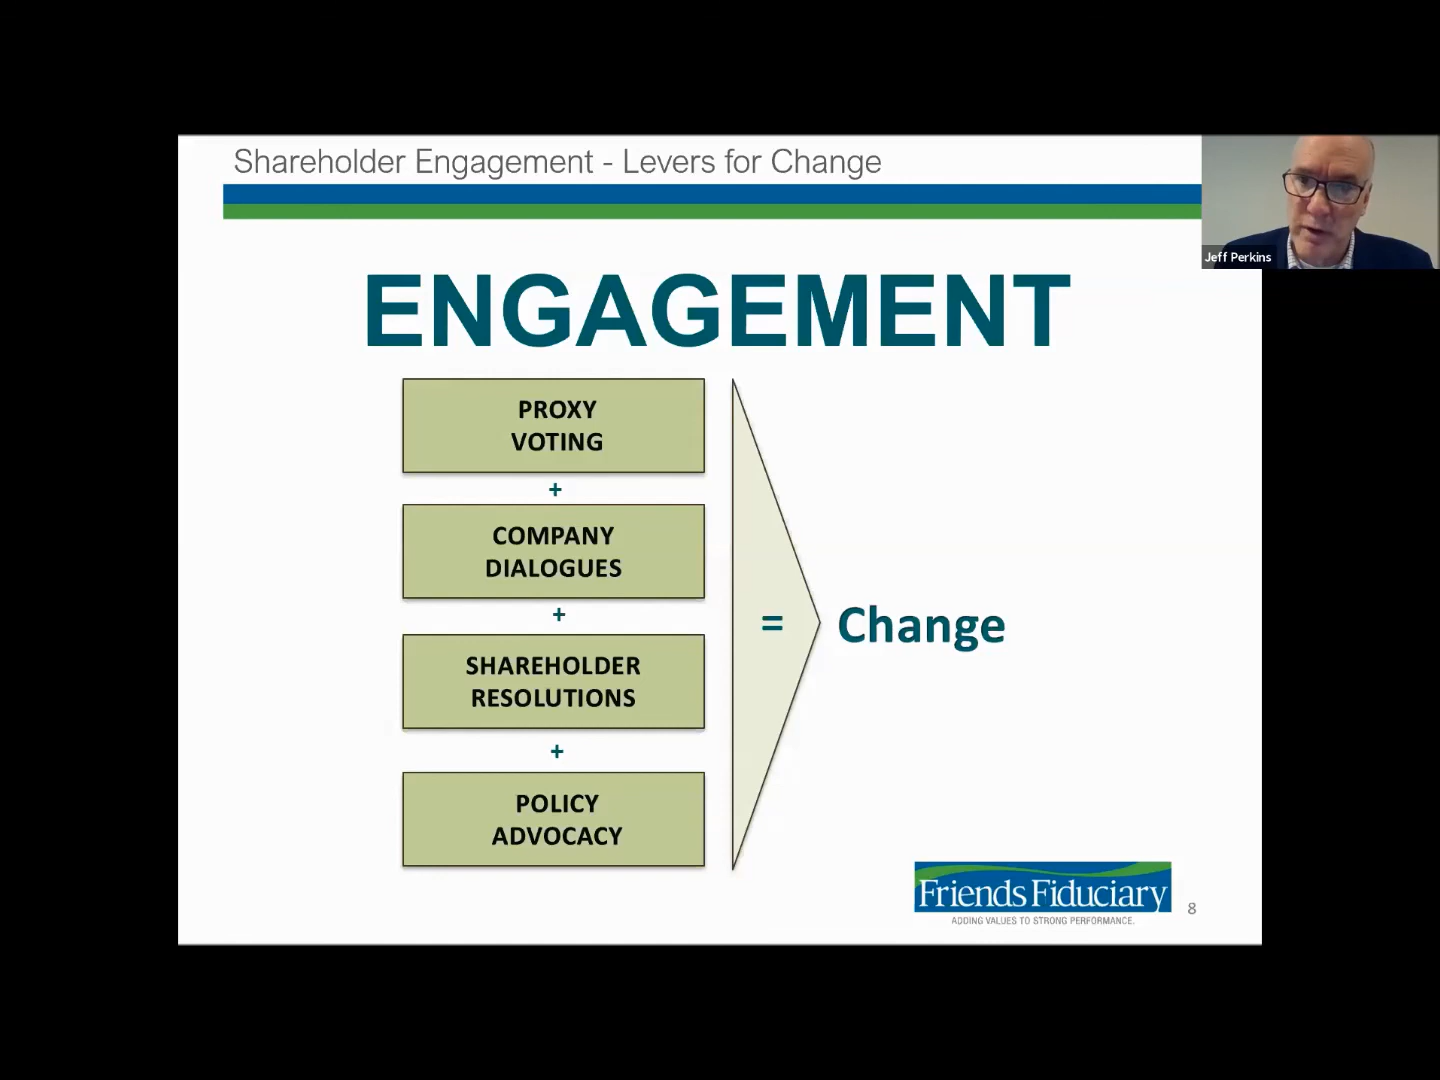 Shareholder Engagement - Levers for Change
Jeff Perkins
ENGAGEMENT
PROXY
VOTING
+
COMPANY
DIALOGUES
+
SHAREHOLDER
RESOLUTIONS
+
POLICY
ADVOCACY
= Change
Friends Fiduciary
ADDING VALUES TO STRONG PERFORMANCE.
8